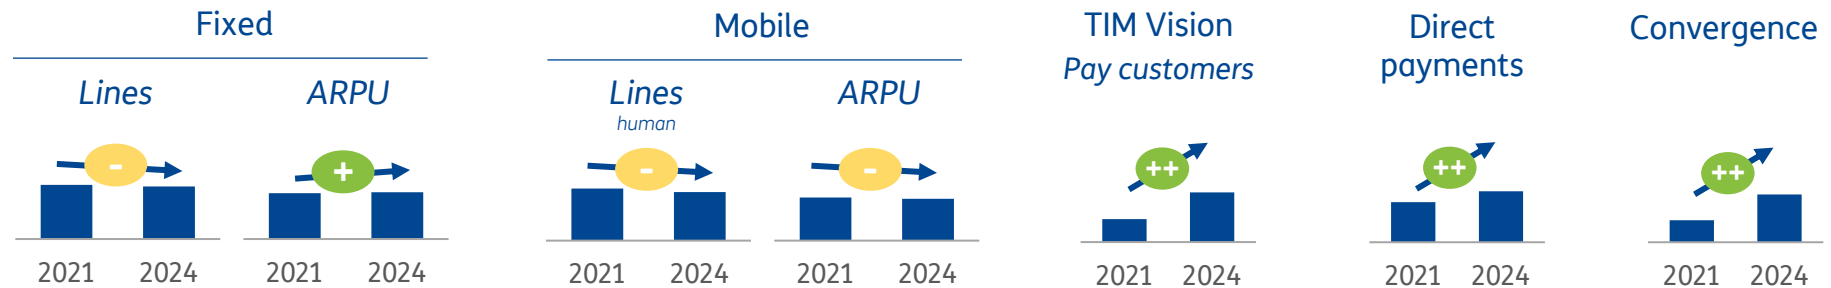 Fixed
Lines
ARPU
-
+
2021 2024
2021 2024
Mobile
Lines
human
ARPU
-
-
2021 2024
2021 2024
TIM Vision
Pay customers
++
2021 2024
Direct
payments
++
2021 2024
Convergence
++
2021 2024